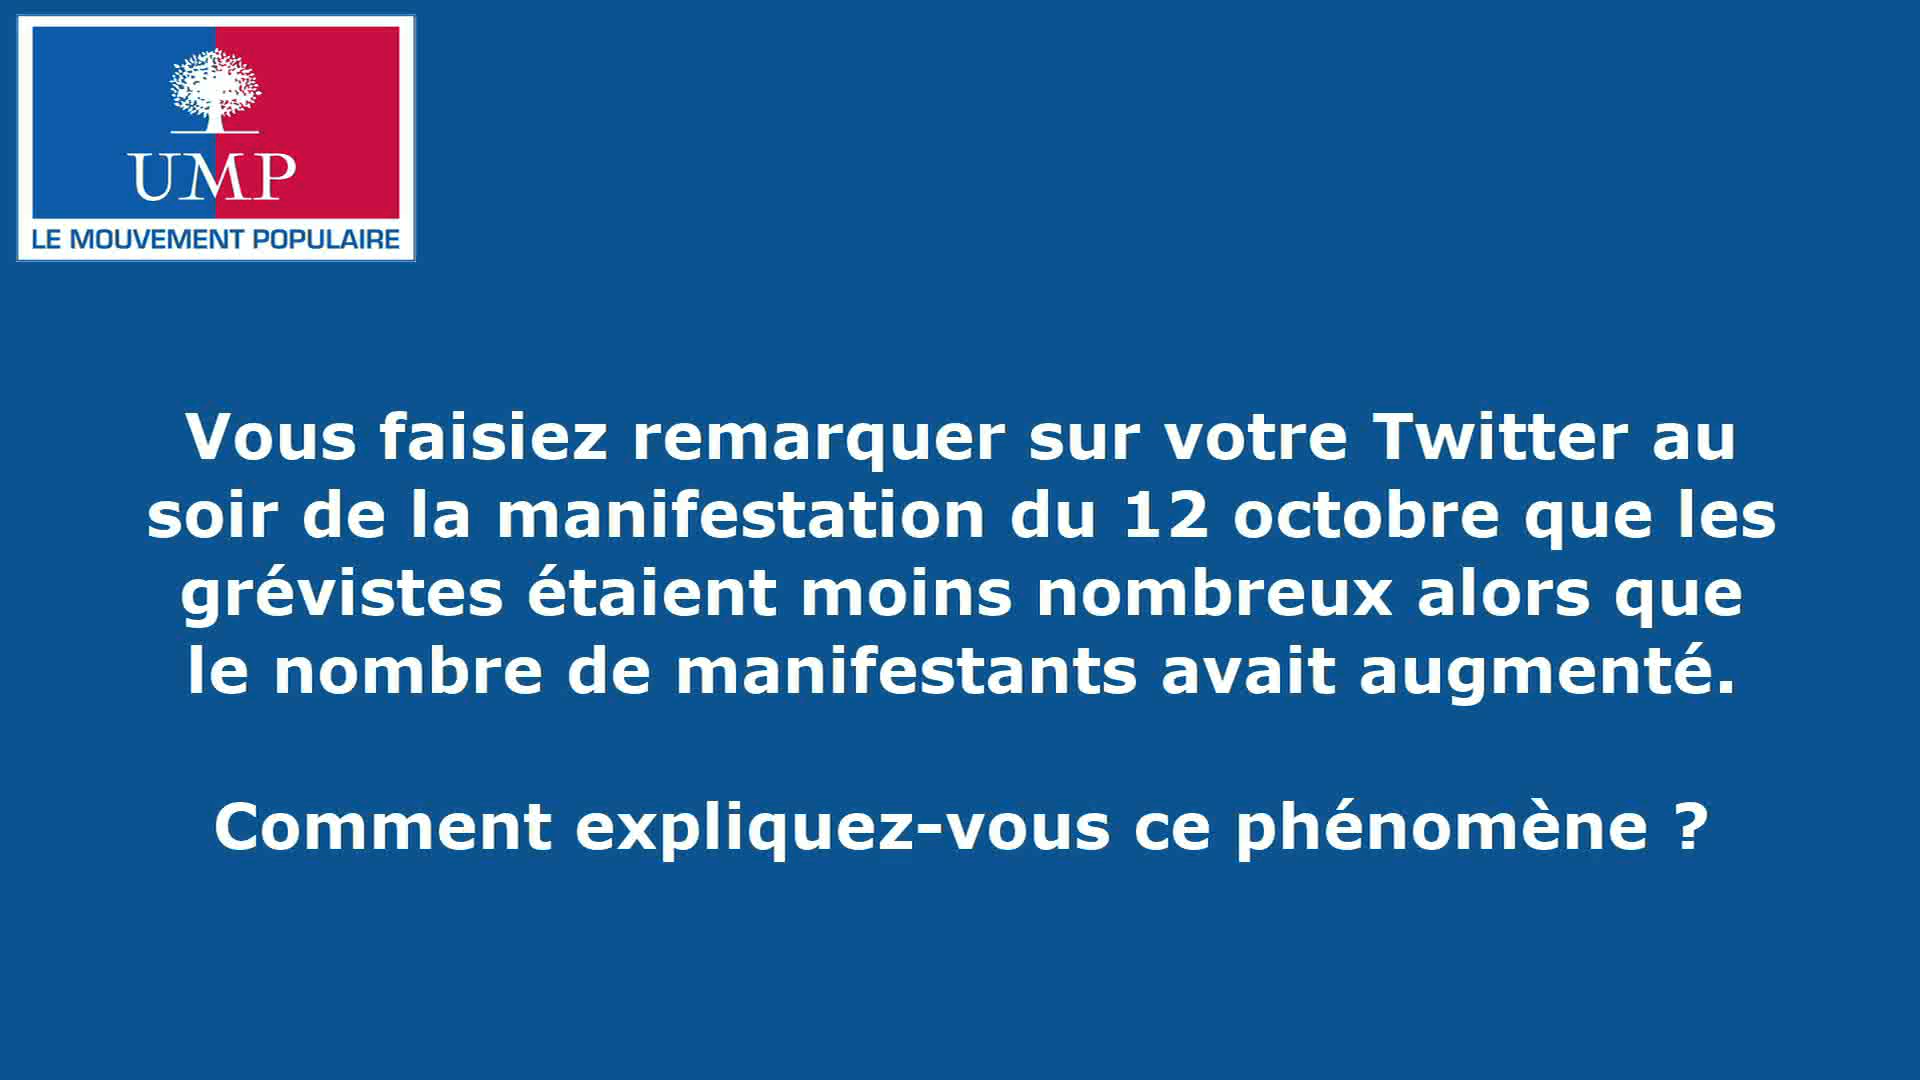 UMP
LE MOUVEMENT POPULAIRE
Vous faisiez remarquer sur votre Twitter au
soir de la manifestation du 12 octobre que les
grévistes étaient moins nombreux alors que
le nombre de manifestants avait augmenté.
Comment expliquez-vous ce phénomène ?